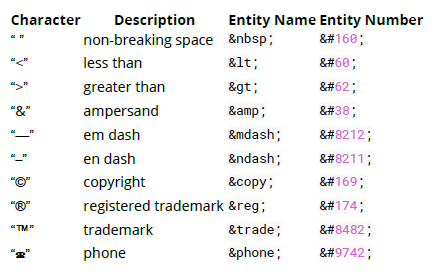 Character Description Entity Name Entity Number
“ ” non-breaking space &nbsp; &#160;
“<” less than &lt; &#60;
“>” greater than &gt; &#62;
“&” ampersand &amp; &#38;
“—” em dash &mdash; &#8212;
“–” en dash &ndash; &#8211;
“©” copyright &copy; &#169;
“®” registered trademark &reg; &#174;
“™” trademark &trade; &#8482;
“☎” phone &phone; &#9742;